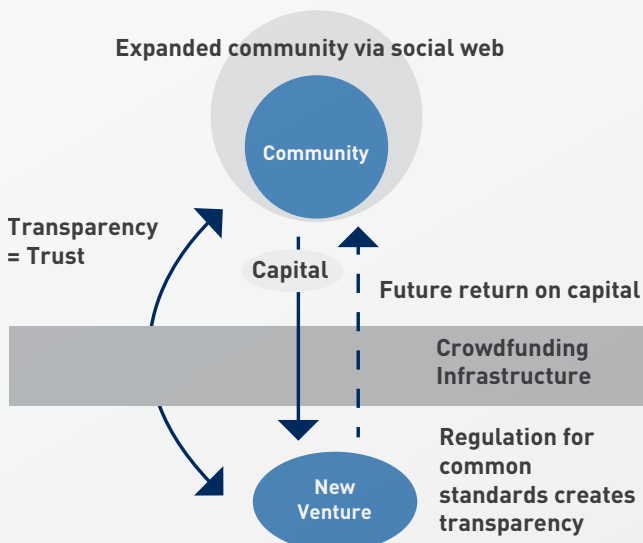 Expanded community via social web
Community
Transparency
= Trust
Capital
Future return on capital
Crowdfunding
Infrastructure
Regulation for
common
standards creates
transparency
New
Venture